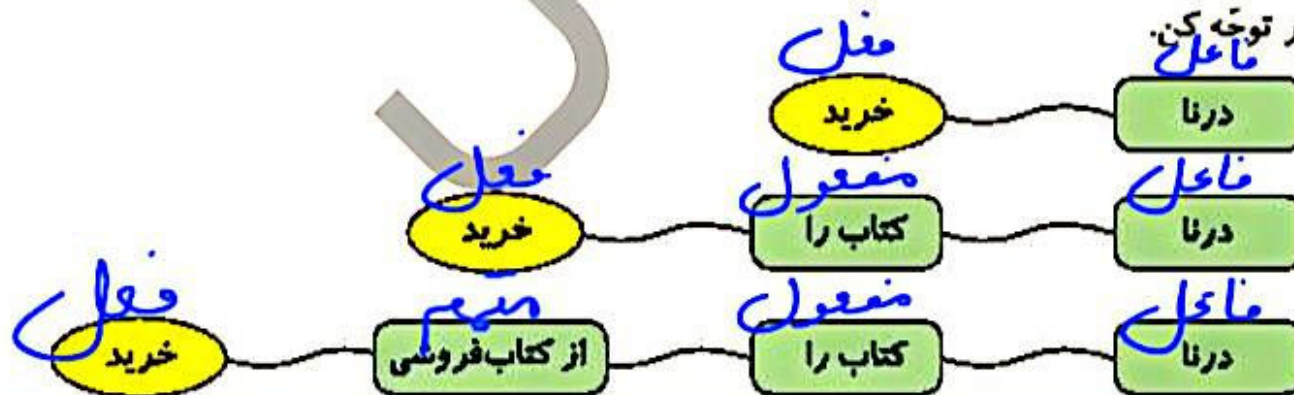 ر توجّه کن.
فاعل فعل
درنا خرید
فاعل مفعول فعل
درنا کتاب را خرید
فاعل مفعول متمم فعل
درنا کتاب را از کتاب‌فروشی خرید